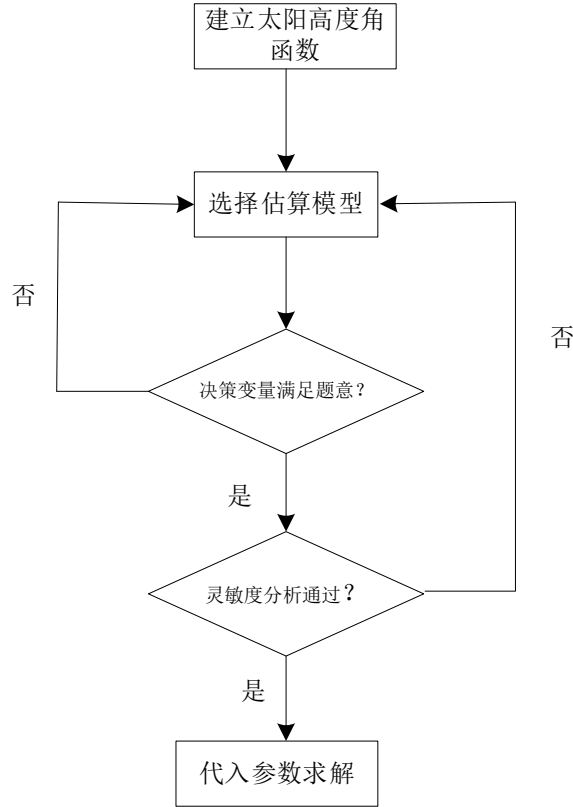 建立太阳高度角
函数
选择估算模型
否
否
决策变量满足题意？
是
灵敏度分析通过？
是
代入参数求解